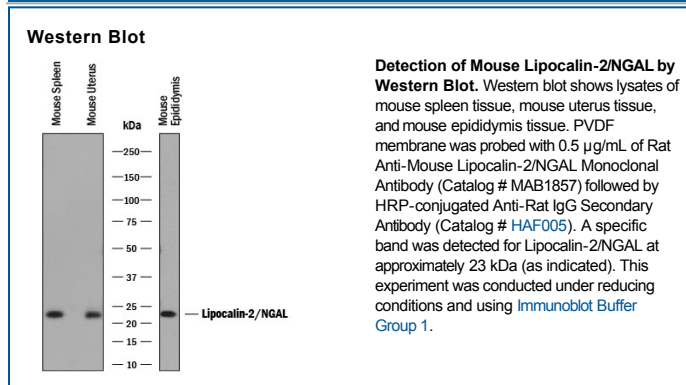 Western Blot
Mouse Spleen
Mouse Uterus
kDa
Mouse
Epididymis
250
150
100
75
50
37
25
20
15
10
Lipocalin-2/NGAL
Detection of Mouse Lipocalin-2/NGAL by
Western Blot. Western blot shows lysates of
mouse spleen tissue, mouse uterus tissue,
and mouse epididymis tissue. PVDF
membrane was probed with 0.5 µg/mL of Rat
Anti-Mouse Lipocalin-2/NGAL Monoclonal
Antibody (Catalog # MAB1857) followed by
HRP-conjugated Anti-Rat IgG Secondary
Antibody (Catalog # HAF005). A specific
band was detected for Lipocalin-2/NGAL at
approximately 23 kDa (as indicated). This
experiment was conducted under reducing
conditions and using Immunoblot Buffer
Group 1.